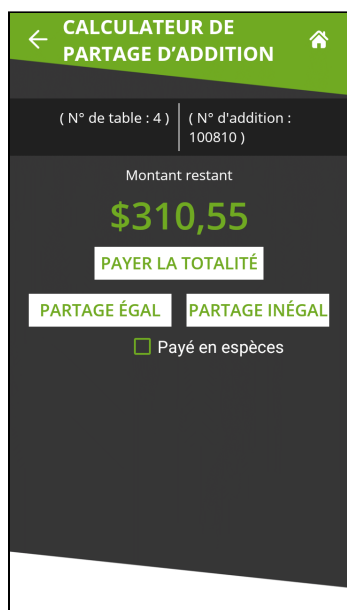 CALCULATEUR DE
PARTAGE D’ADDITION
( N° de table : 4 )
( N° d'addition :
100810 )
Montant restant
$310,55
PAYER LA TOTALITÉ
PARTAGE ÉGAL
PARTAGE INÉGAL
Payé en espèces